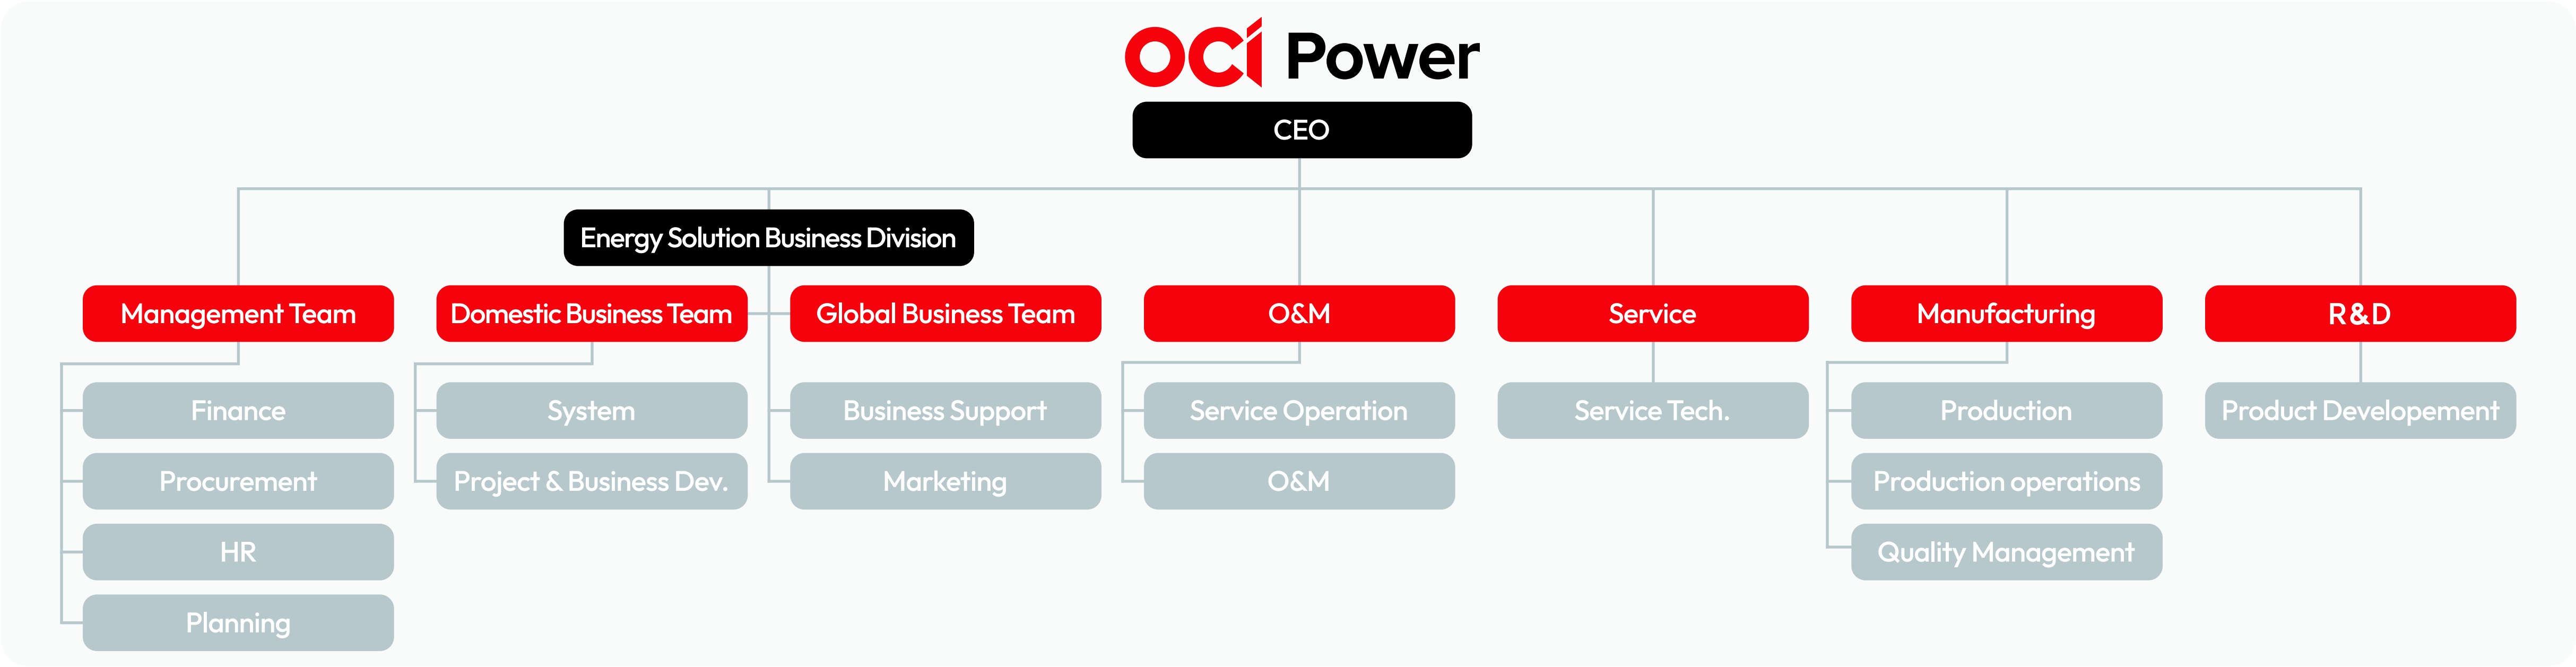 OCI Power
CEO
Energy Solution Business Division
Management Team
Domestic Business Team
Global Business Team
O&M
Service
Manufacturing
R&D
Finance
System
Business Support
Service Operation
Service Tech.
Production
Product Developement
Procurement
Project & Business Dev.
Marketing
O&M
Production operations
HR
Quality Management
Planning